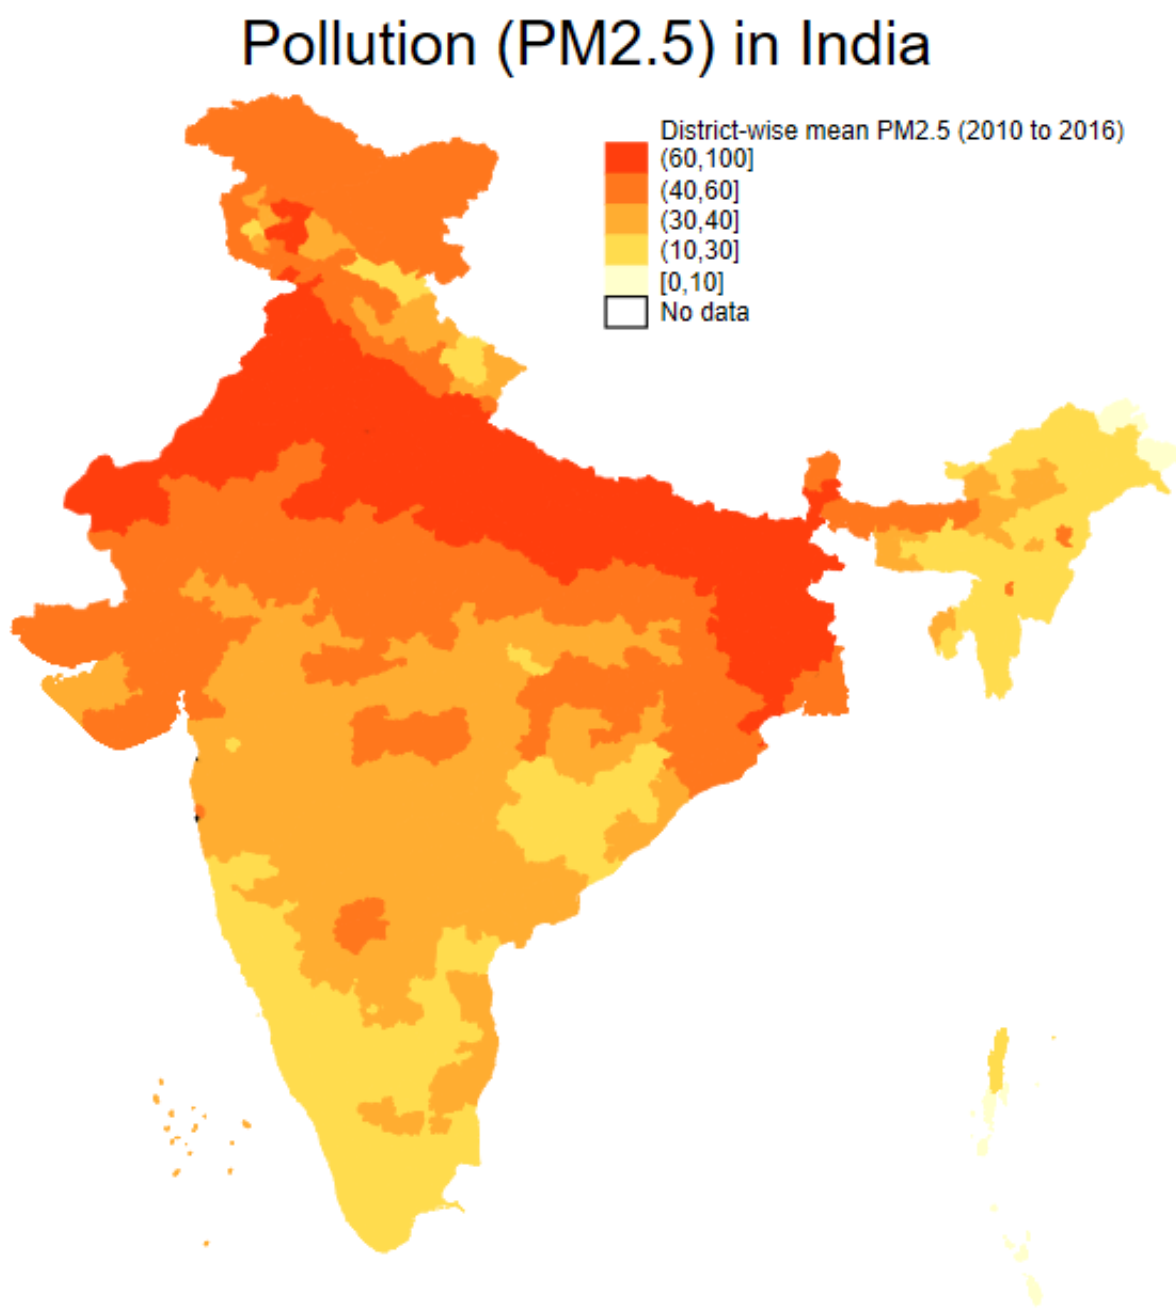 Pollution (PM2.5) in India
District-wise mean PM2.5 (2010 to 2016)
(60,100]
(40,60]
(30,40]
(10,30]
[0,10]
No data